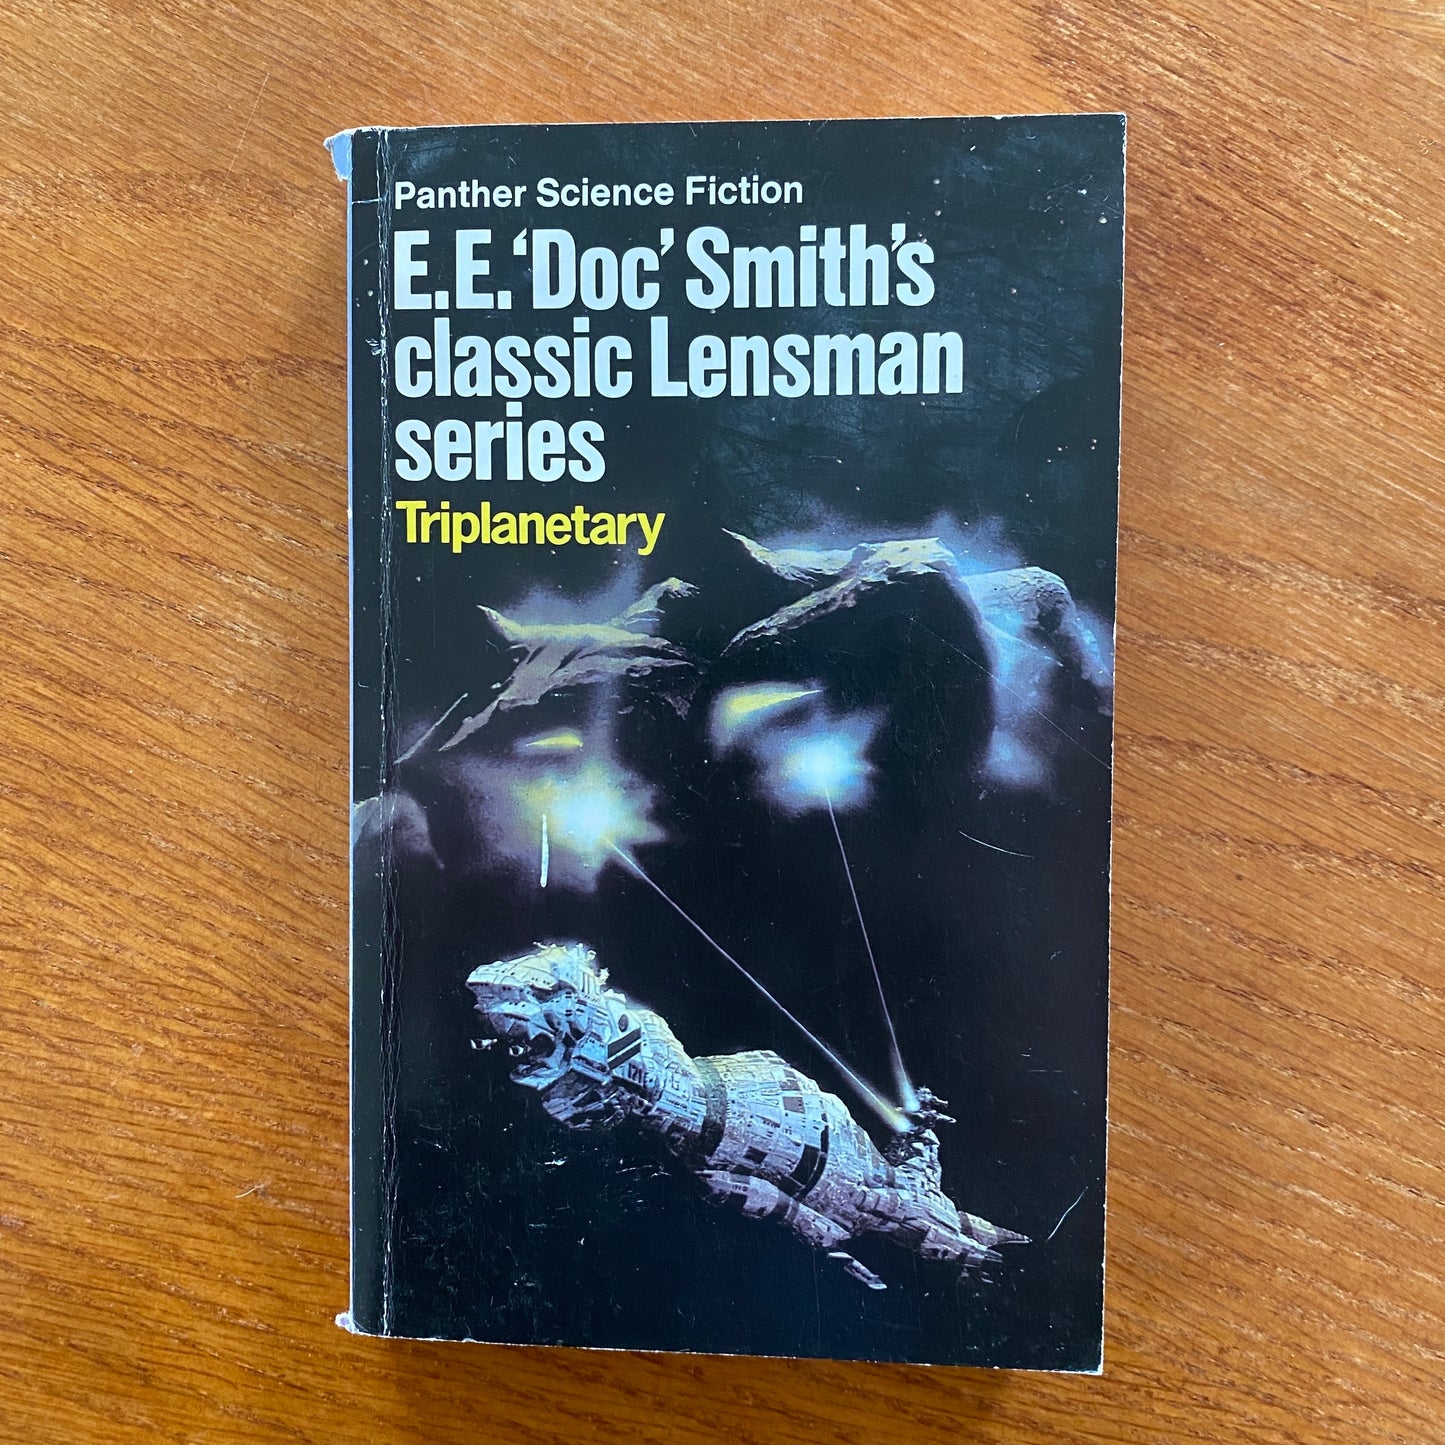 Panther Science Fiction
E.E.‘Doc’ Smith’s
classic Lensman
series
Triplanetary